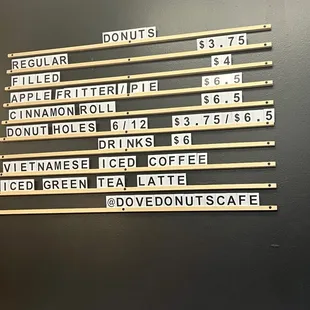 DONUTS
REGULAR $3.75
FILLED $4
APPLE FRITTER/PIE $6.5
CINNAMON ROLL $6.5
DONUT HOLES 6/12 $3.75/$6.5
DRINKS $6
VIETNAMESE ICED COFFEE
ICED GREEN TEA LATTE
@DOVEDONUTSCAFE